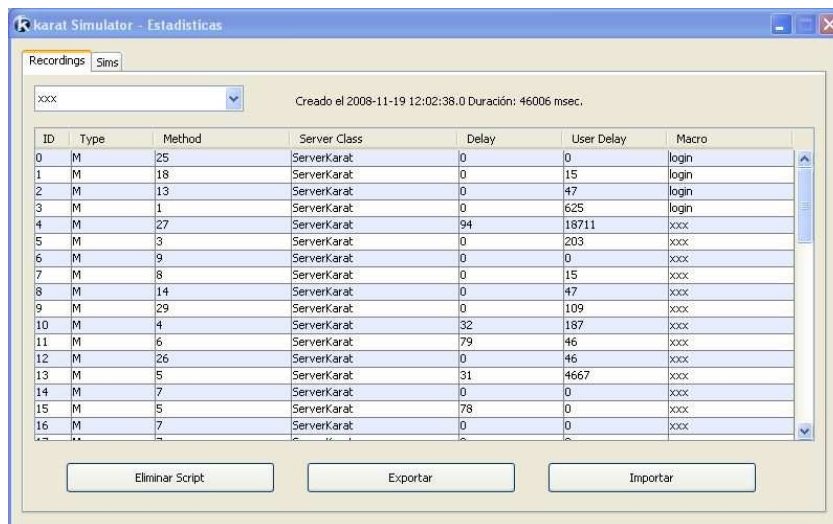 karat Simulator - Estadisticas
Recordings Sims
xxx Creado el 2008-11-19 12:02:38.0 Duración: 46006 msec.
ID Type Method Server Class Delay User Delay Macro
0 M 25 ServerKarat 0 0 login
1 M 18 ServerKarat 0 15 login
2 M 13 ServerKarat 0 47 login
3 M 1 ServerKarat 0 625 login
4 M 27 ServerKarat 94 18711 xxx
5 M 3 ServerKarat 0 203 xxx
6 M 9 ServerKarat 0 0 xxx
7 M 8 ServerKarat 0 15 xxx
8 M 14 ServerKarat 0 47 xxx
9 M 29 ServerKarat 0 109 xxx
10 M 4 ServerKarat 32 187 xxx
11 M 6 ServerKarat 79 46 xxx
12 M 26 ServerKarat 0 46 xxx
13 M 5 ServerKarat 31 4667 xxx
14 M 7 ServerKarat 0 0 xxx
15 M 5 ServerKarat 78 0 xxx
16 M 7 ServerKarat 0 0 xxx
Eliminar Script Exportar Importar